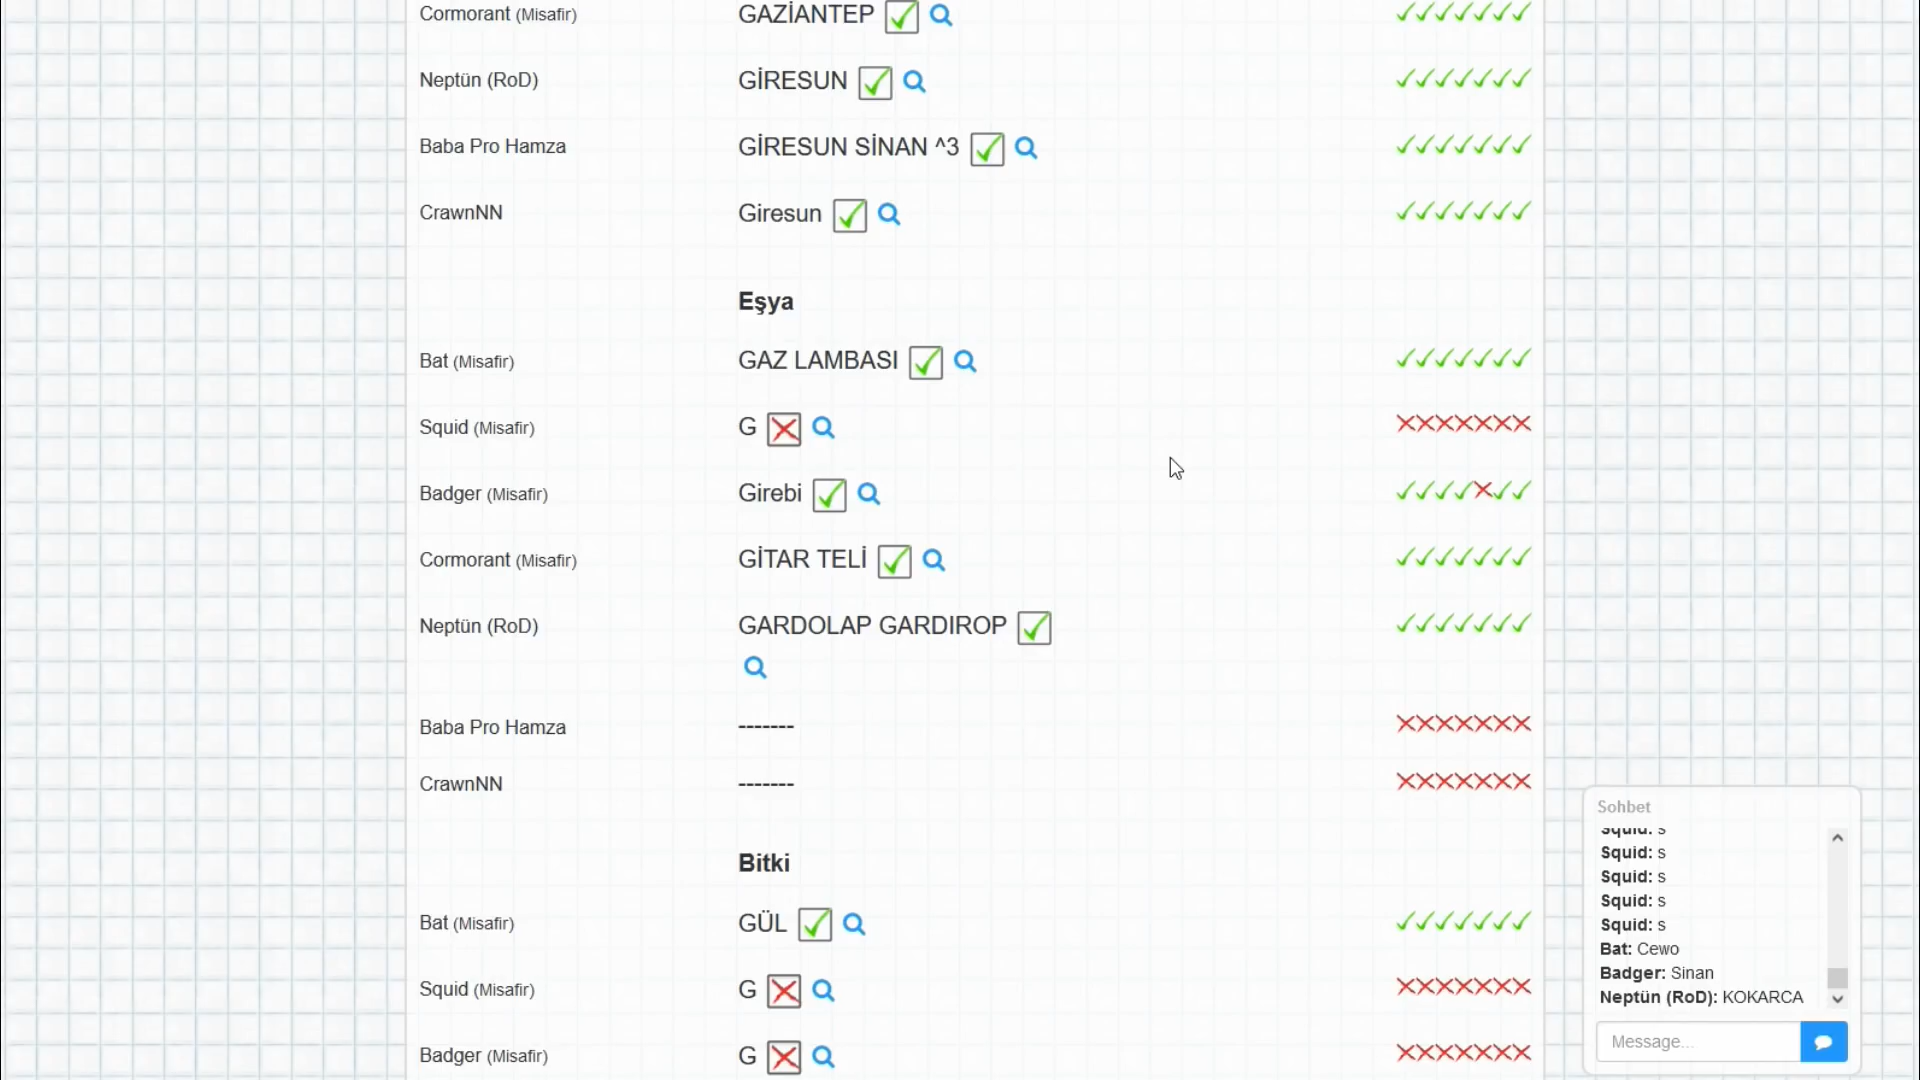 Cormorant (Misafir) GAZİANTEP
Neptün (RoD) GİRESUN
Baba Pro Hamza GİRESUN SİNAN ^3
CrawnNN Giresun
Eşya
Bat (Misafir) GAZ LAMBASI
Squid (Misafir) G
Badger (Misafir) Girebi
Cormorant (Misafir) GİTAR TELİ
Neptün (RoD) GARDOLAP GARDIROP
Baba Pro Hamza -------
CrawnNN -------
Bitki
Bat (Misafir) GÜL
Squid (Misafir) G
Badger (Misafir) G
Sohbet
Squid: s
Squid: s
Squid: s
Squid: s
Squid: s
Bat: Cewo
Badger: Sinan
Neptün (RoD): KOKARCA
Message...